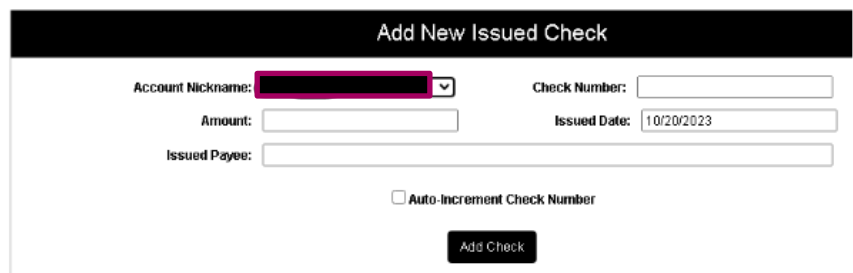 Add New Issued Check
Account Nickname: Check Number:
Amount: Issued Date: 10/20/2023
Issued Payee:
Auto-Increment Check Number
Add Check